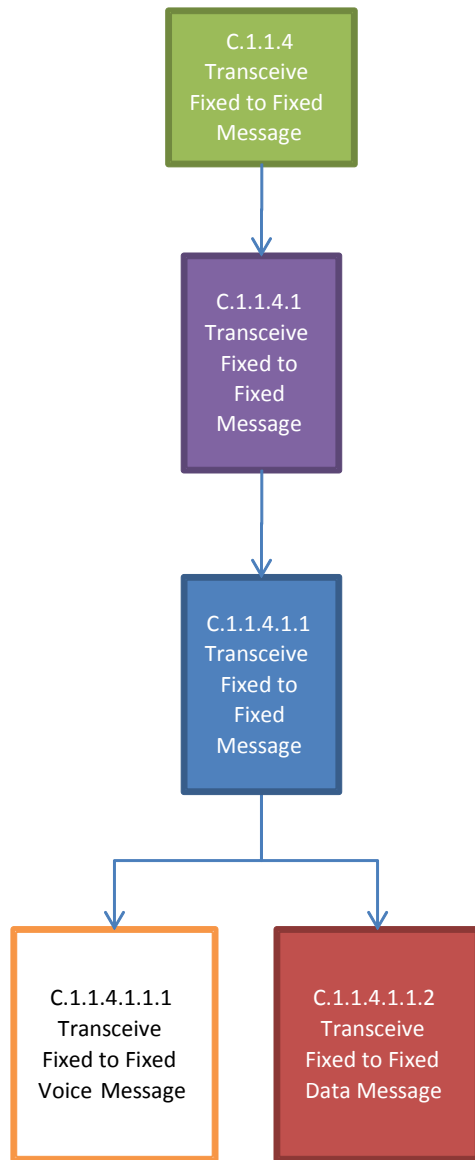 C.1.1.4
Transceive
Fixed to Fixed
Message
C.1.1.4.1
Transceive
Fixed to
Fixed
Message
C.1.1.4.1.1
Transceive
Fixed to
Fixed
Message
C.1.1.4.1.1.1
Transceive
Fixed to Fixed
Voice Message
C.1.1.4.1.1.2
Transceive
Fixed to Fixed
Data Message